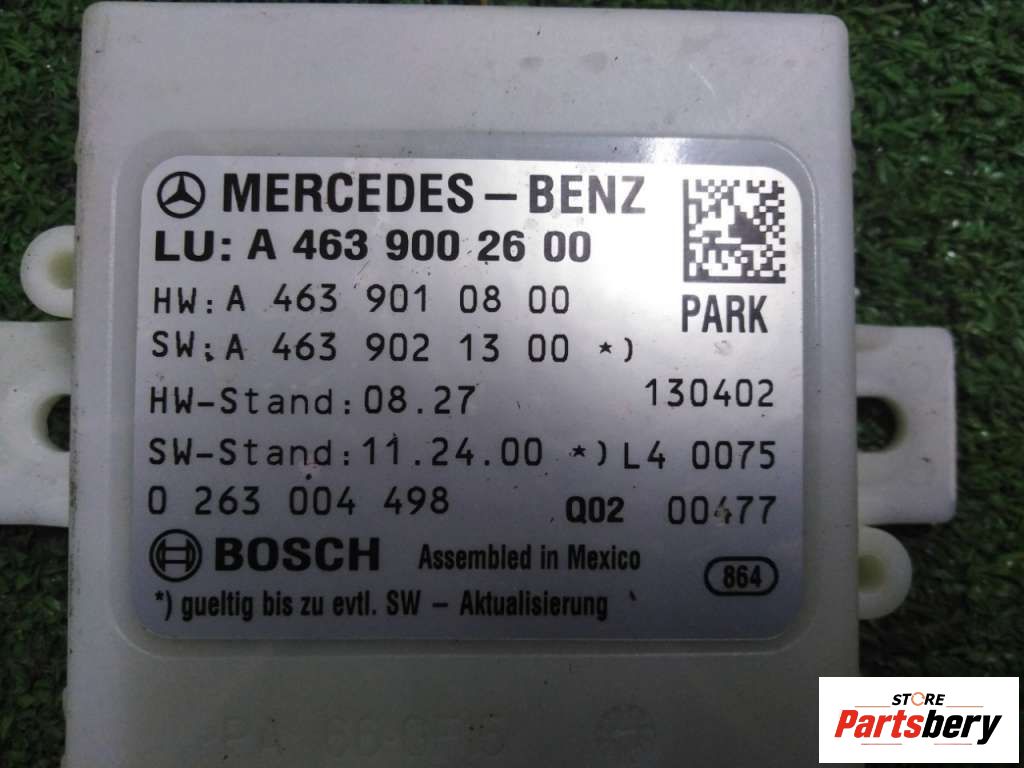 MERCEDES-BENZ
LU: A 463 900 26 00
HW: A 463 901 08 00
PARK
SW: A 463 902 13 00 *)
HW-Stand: 08.27 130402
SW-Stand: 11.24.00 *) L4 0075
0 263 004 498 Q02 00477
BOSCH Assembled in Mexico 864
*) gueltig bis zu evtl. SW - Aktualisierung
STORE
Partsbery